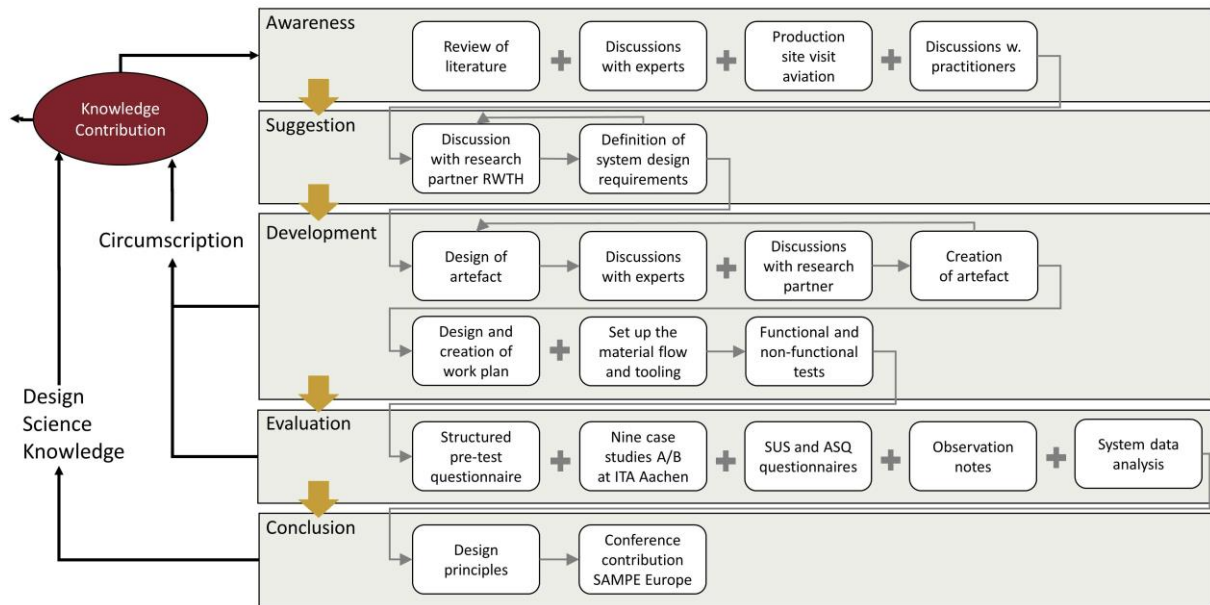 Awareness
Review of
literature
Discussions
with experts
Production
site visit
aviation
Discussions w.
practitioners
Knowledge
Contribution
Suggestion
Discussion
with research
partner RWTH
Definition of
system design
requirements
Circumscription
Development
Design of
artefact
Discussions
with experts
Discussions
with research
partner
Creation
of artefact
Design and
creation of
work plan
Set up the
material flow
and tooling
Functional and
non-functional
tests
Design
Science
Knowledge
Evaluation
Structured
pre-test
questionnaire
Nine case
studies A/B
at ITA Aachen
SUS and ASQ
questionnaires
Observation
notes
System data
analysis
Conclusion
Design
principles
Conference
contribution
SAMPE Europe